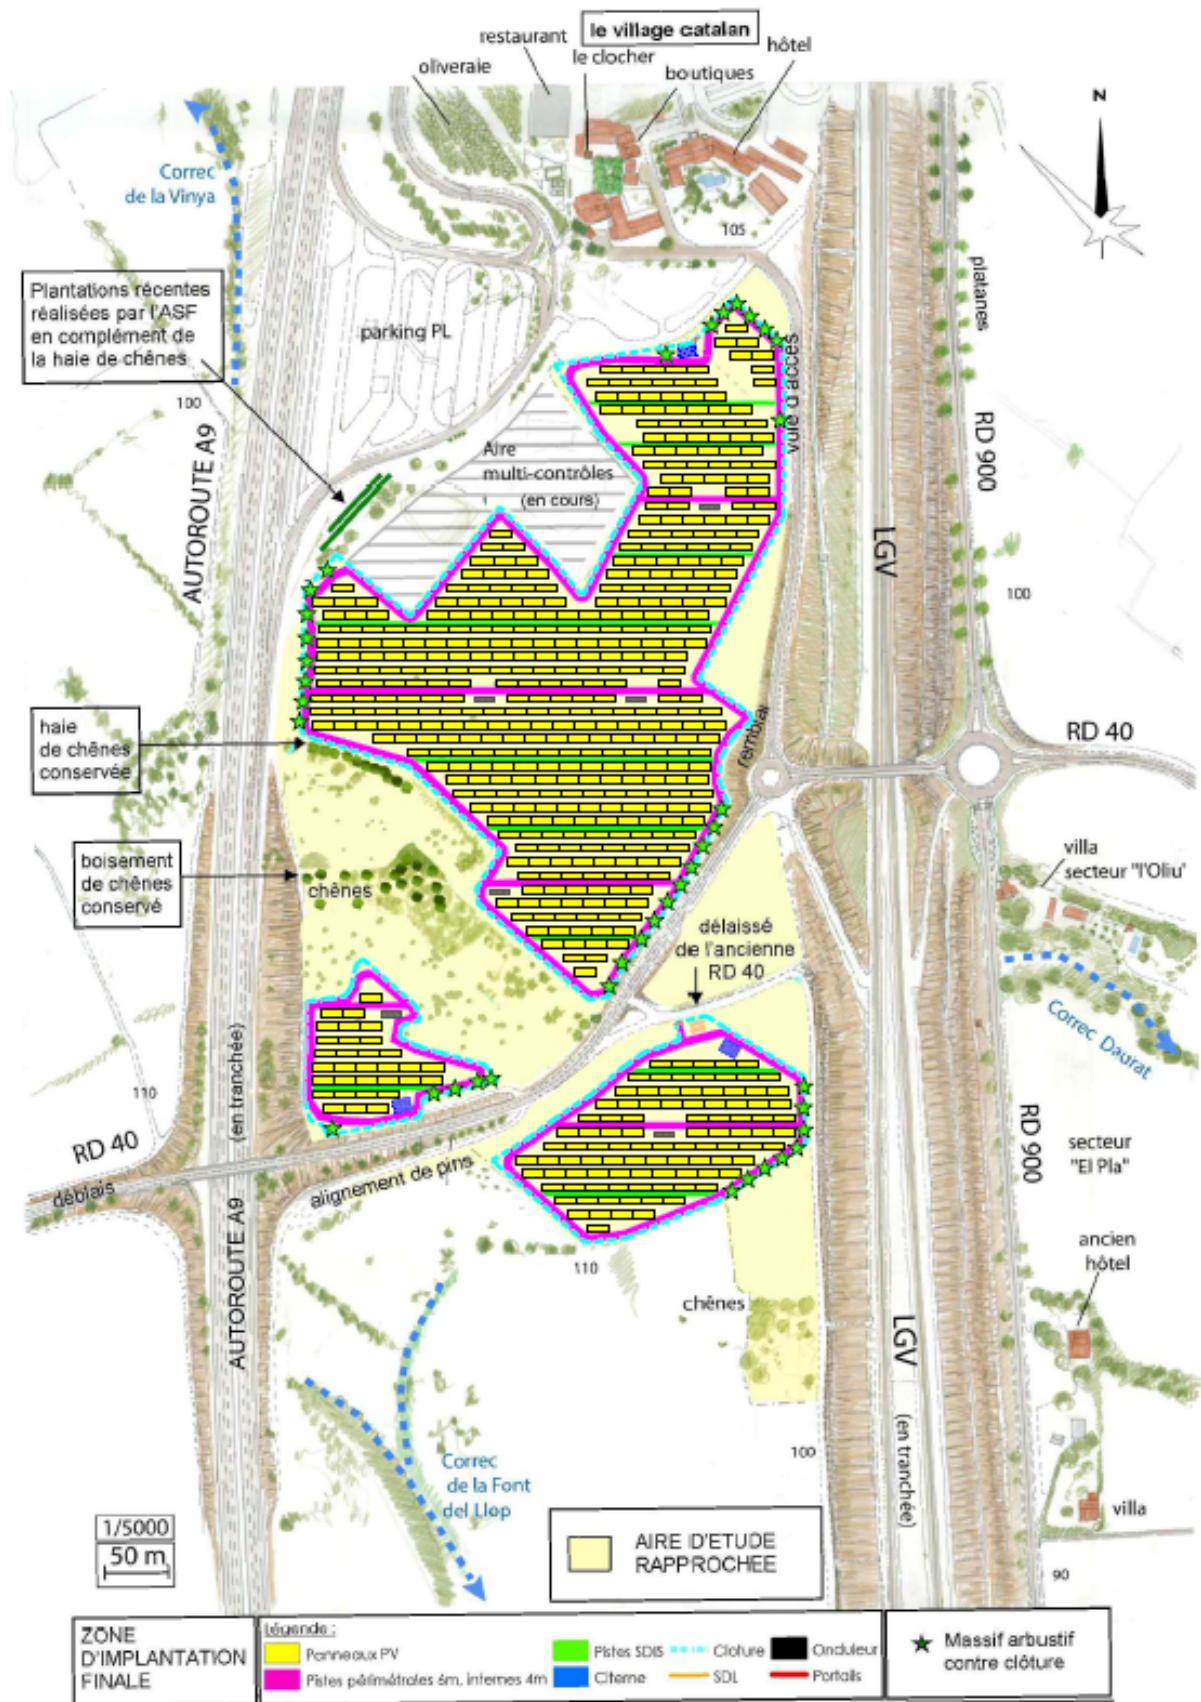 le village catalan
restaurant
le clocher
hôtel
oliveraie
boutiques
N
Correc
de la Vinya
105
platanes
Plantations récentes
réalisées par l'ASF
en complément de
la haie de chênes
parking PL
voie d'accès
100
AUTOROUTE A9
RD 900
Aire
multi-contrôles
(en cours)
LGV
100
haie
de chênes
conservée
remblai
RD 40
boisement
de chênes
conservé
chênes
villa
secteur "l'Oliu"
délaissé
de l'ancienne
RD 40
Correc Daurat
110
(en tranchée)
RD 40
déblais
alignement de pins
RD 900
secteur
"El Pla"
AUTOROUTE A9
110
ancien
hôtel
chênes
LGV
(en tranchée)
100
Correc
de la Font
del Llop
villa
1/5000
50 m
AIRE D'ETUDE
RAPPROCHEE
90
ZONE
D'IMPLANTATION
FINALE
Légende :
Panneaux PV
Pistes SDIS
Cloture
Onduleur
Pistes périmétrales 6m, internes 4m
Citerne
SDL
Portails
Massif arbustif
contre clôture